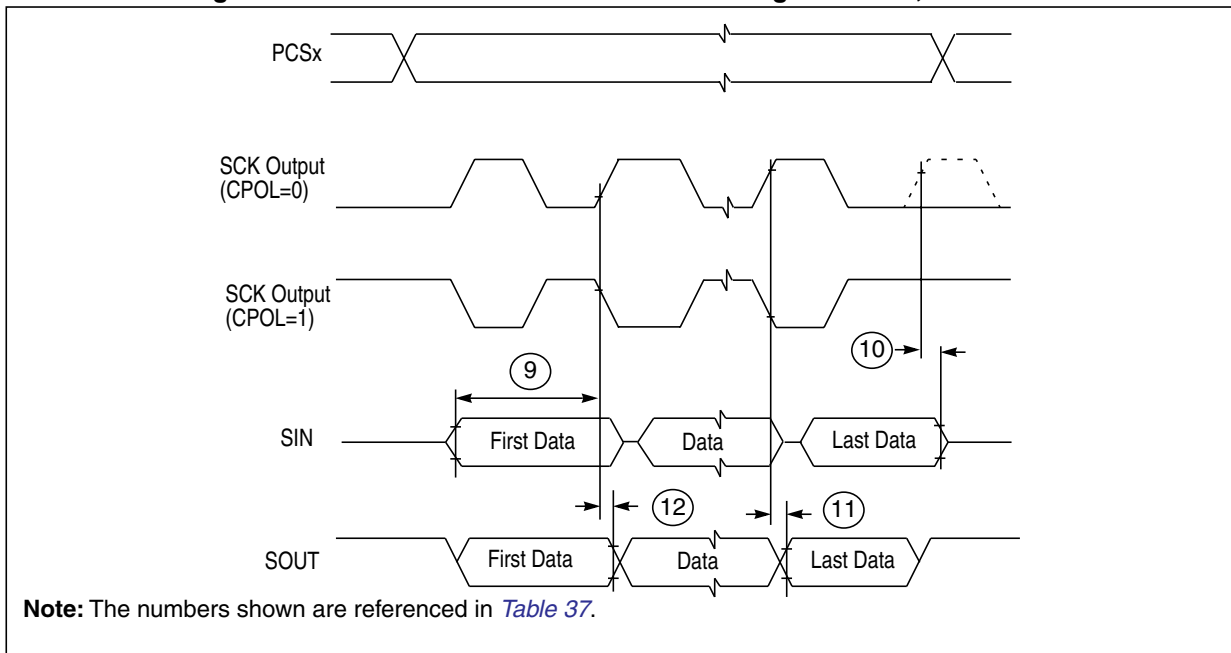 PCSx
SCK Output
(CPOL=0)
SCK Output
(CPOL=1)
10
9
SIN
First Data
Data
Last Data
12
11
SOUT
First Data
Data
Last Data
Note: The numbers shown are referenced in Table 37.